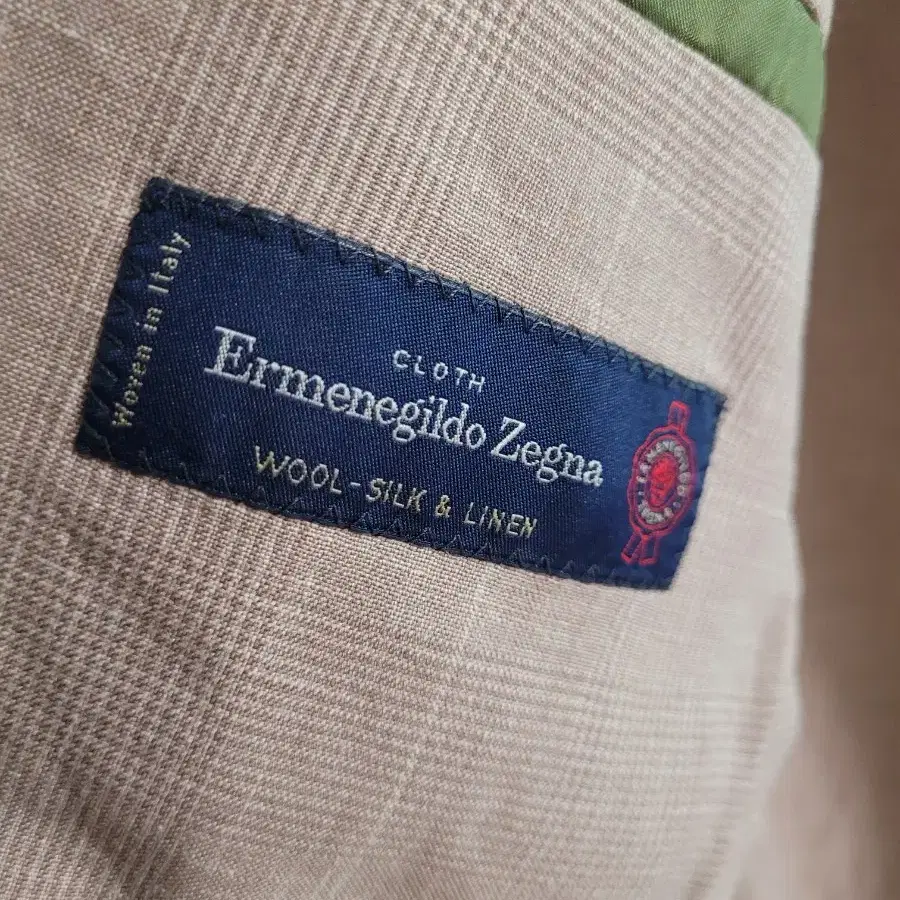 Woven in Italy
CLOTH
Ermenegildo Zegna
WOOL-SILK & LINEN